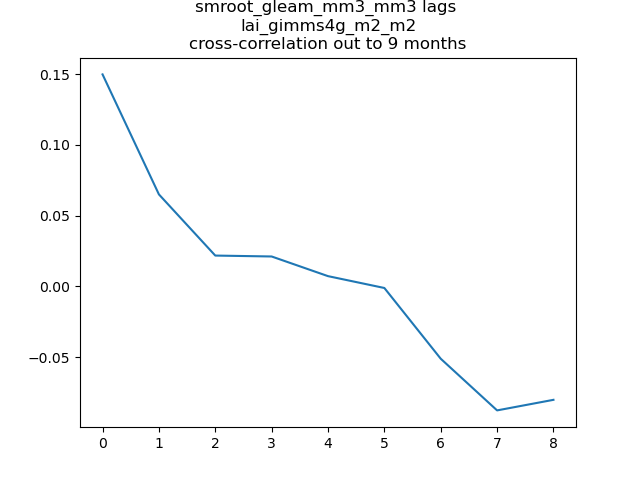 smroot_gleam_mm3_mm3 lags
lai_gimms4g_m2_m2
cross-correlation out to 9 months
0.15
0.10
0.05
0.00
−0.05
0 1 2 3 4 5 6 7 8